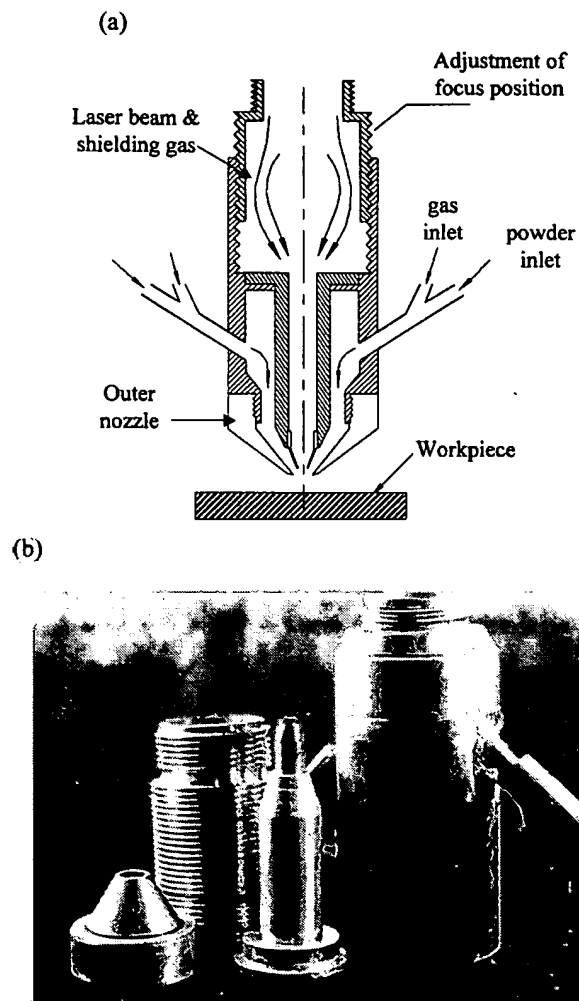 (a)
Adjustment of
focus position
Laser beam &
shielding gas
gas
inlet
powder
inlet
Outer
nozzle
Workpiece
(b)